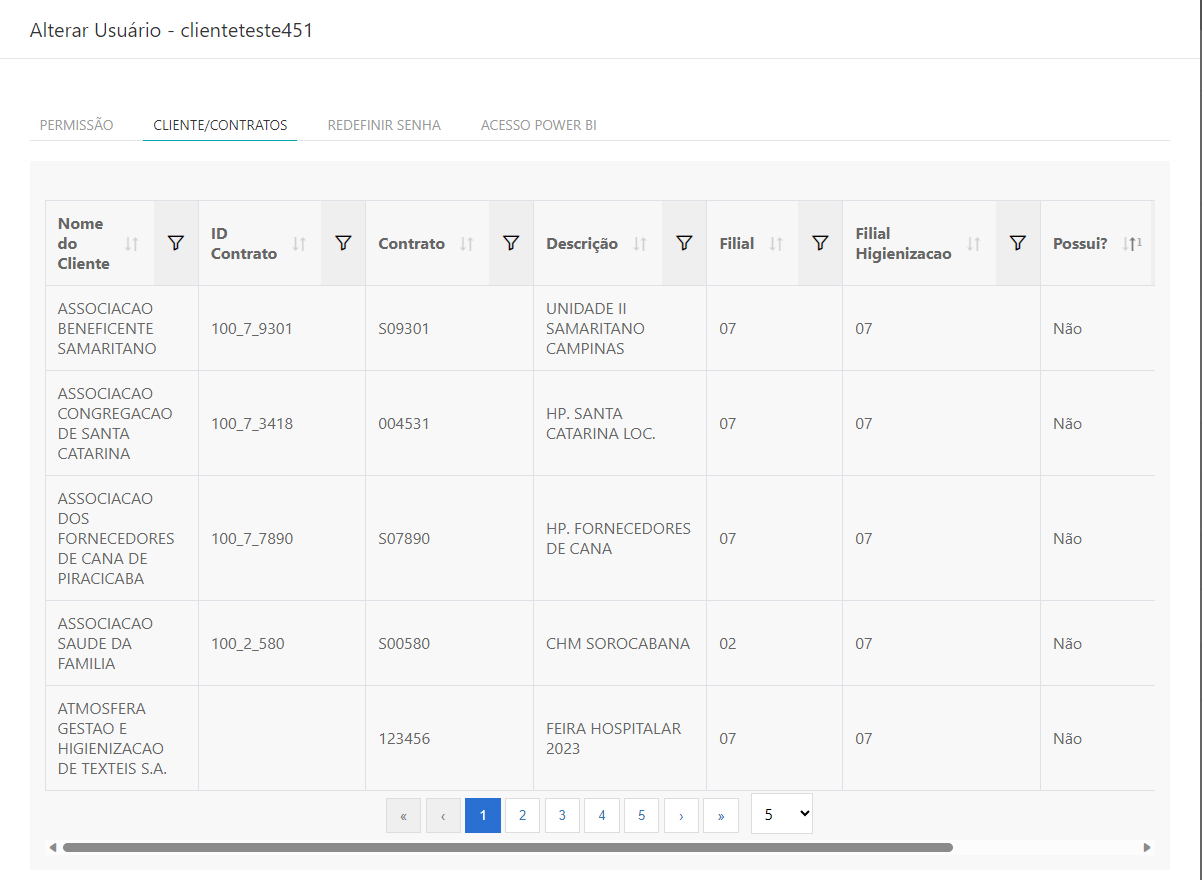 Alterar Usuário - clienteteste451
PERMISSÃO
CLIENTE/CONTRATOS
REDEFINIR SENHA
ACESSO POWER BI
Nome
do
Cliente
ID
Contrato
Contrato
Descrição
Filial
Filial
Higienizacao
Possui?
1
ASSOCIACAO
BENEFICENTE
SAMARITANO
100_7_9301
S09301
UNIDADE II
SAMARITANO
CAMPINAS
07
07
Não
ASSOCIACAO
CONGREGACAO
DE SANTA
CATARINA
100_7_3418
004531
HP. SANTA
CATARINA LOC.
07
07
Não
ASSOCIACAO
DOS
FORNECEDORES
DE CANA DE
PIRACICABA
100_7_7890
S07890
HP. FORNECEDORES
DE CANA
07
07
Não
ASSOCIACAO
SAUDE DA
FAMILIA
100_2_580
S00580
CHM SOROCABANA
02
07
Não
ATMOSFERA
GESTAO E
HIGIENIZACAO
DE TEXTEIS S.A.
123456
FEIRA HOSPITALAR
2023
07
07
Não
« ‹ 1 2 3 4 5 › » 5